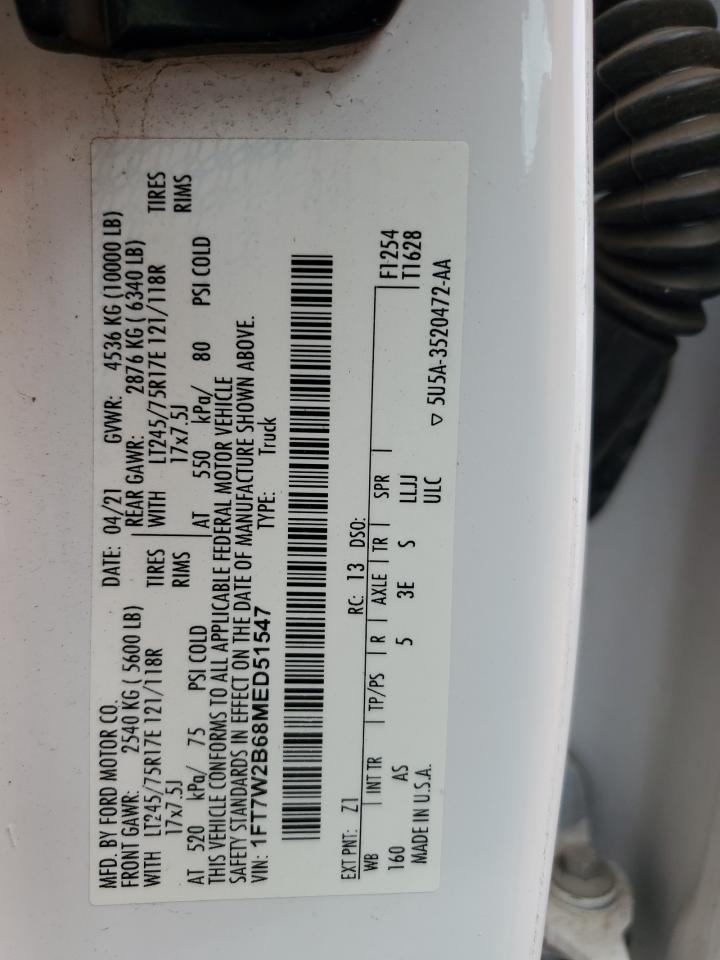 MFD. BY FORD MOTOR CO. DATE: 04/21 GVWR: 4536 KG (10000 LB)
FRONT GAWR: 2540 KG ( 5600 LB) REAR GAWR: 2876 KG ( 6340 LB)
WITH LT245/75R17E 121/118R TIRES WITH LT245/75R17E 121/118R TIRES
17x7.5J RIMS 17x7.5J RIMS
AT 520 kPa/ 75 PSI COLD AT 550 kPa/ 80 PSI COLD
THIS VEHICLE CONFORMS TO ALL APPLICABLE FEDERAL MOTOR VEHICLE
SAFETY STANDARDS IN EFFECT ON THE DATE OF MANUFACTURE SHOWN ABOVE.
VIN: 1FT7W2B68MED51547 TYPE: Truck
EXT PNT: Z1 RC: 13 DSO:
WB INT TR TP/PS R AXLE TR SPR F1254
160 AS 5 3E S LLJJ T1628
MADE IN U.S.A. ULC
▽ 5U5A-3520472-AA